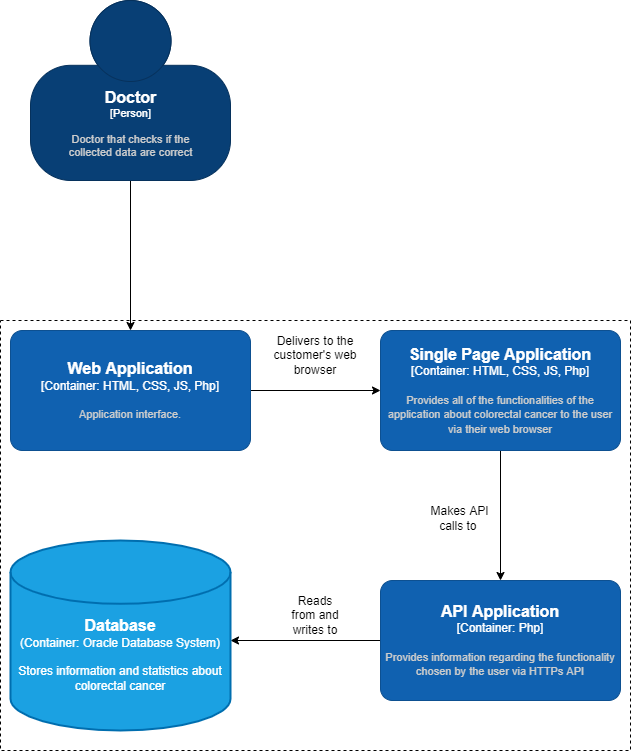 Doctor
[Person]
Doctor that checks if the
collected data are correct
Web Application
[Container: HTML, CSS, JS, Php]
Application interface.
Delivers to the
customer's web
browser
Single Page Application
[Container: HTML, CSS, JS, Php]
Provides all of the functionalities of the
application about colorectal cancer to the user
via their web browser
Makes API
calls to
Database
(Container: Oracle Database System)
Stores information and statistics about
colorectal cancer
Reads
from and
writes to
API Application
[Container: Php]
Provides information regarding the functionality
chosen by the user via HTTPs API